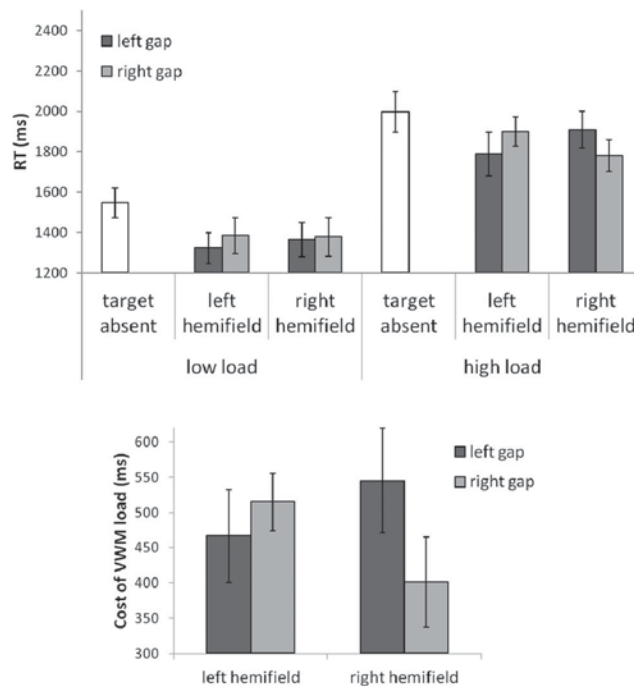 2400
2200
2000
1800
1600
1400
1200
RT (ms)
left gap
right gap
target absent
left hemifield
right hemifield
target absent
left hemifield
right hemifield
low load
high load
600
550
500
450
400
350
300
Cost of VWM load (ms)
left gap
right gap
left hemifield
right hemifield